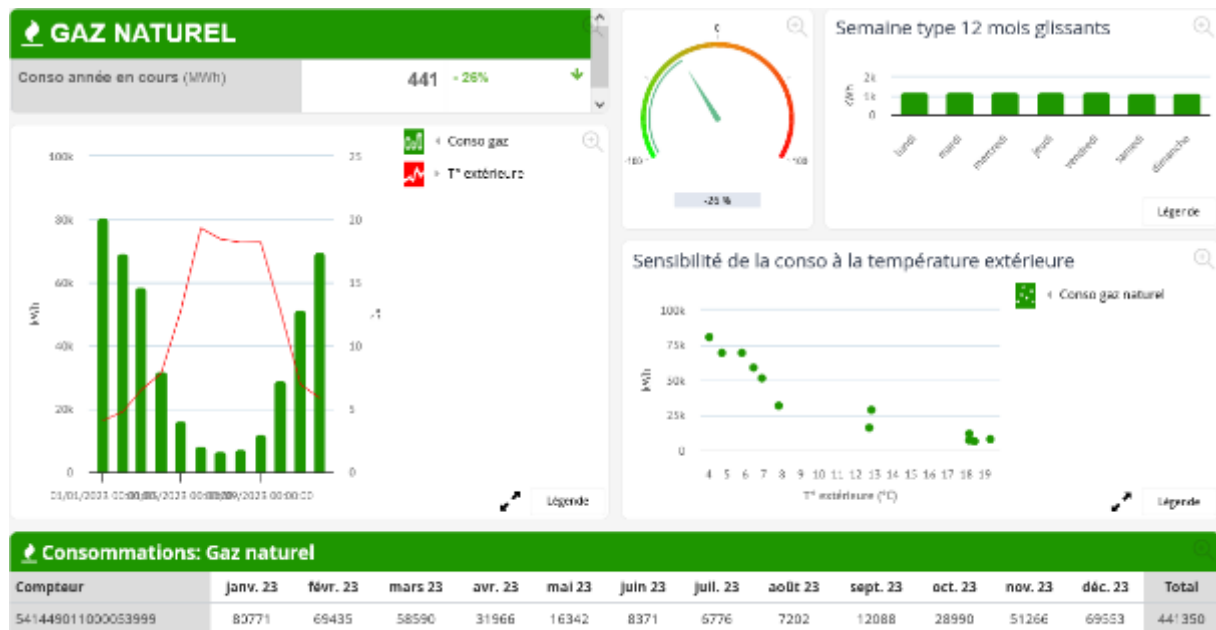 GAZ NATUREL
Conso année en cours (MWh) 441 - 26%
Conso gaz
T° extérieure
100k 25
80k 20
60k 15
40k 10
20k 5
0 0
kWh
Légende
-100 100
-26 %
Semaine type 12 mois glissants
2k
1k
0
kWh
lundi mardi mercredi jeudi vendredi samedi dimanche
Légende
Sensibilité de la conso à la température extérieure
Conso gaz naturel
100k
75k
50k
25k
0
kWh
4 5 6 7 8 9 10 11 12 13 14 15 16 17 18 19
T° extérieure (°C)
Légende
Consommations: Gaz naturel
Compteur janv. 23 févr. 23 mars 23 avr. 23 mai 23 juin 23 juil. 23 août 23 sept. 23 oct. 23 nov. 23 déc. 23 Total
541449011000053999 80771 69435 58590 31966 16342 8371 6776 7202 12088 28990 51266 69553 441350